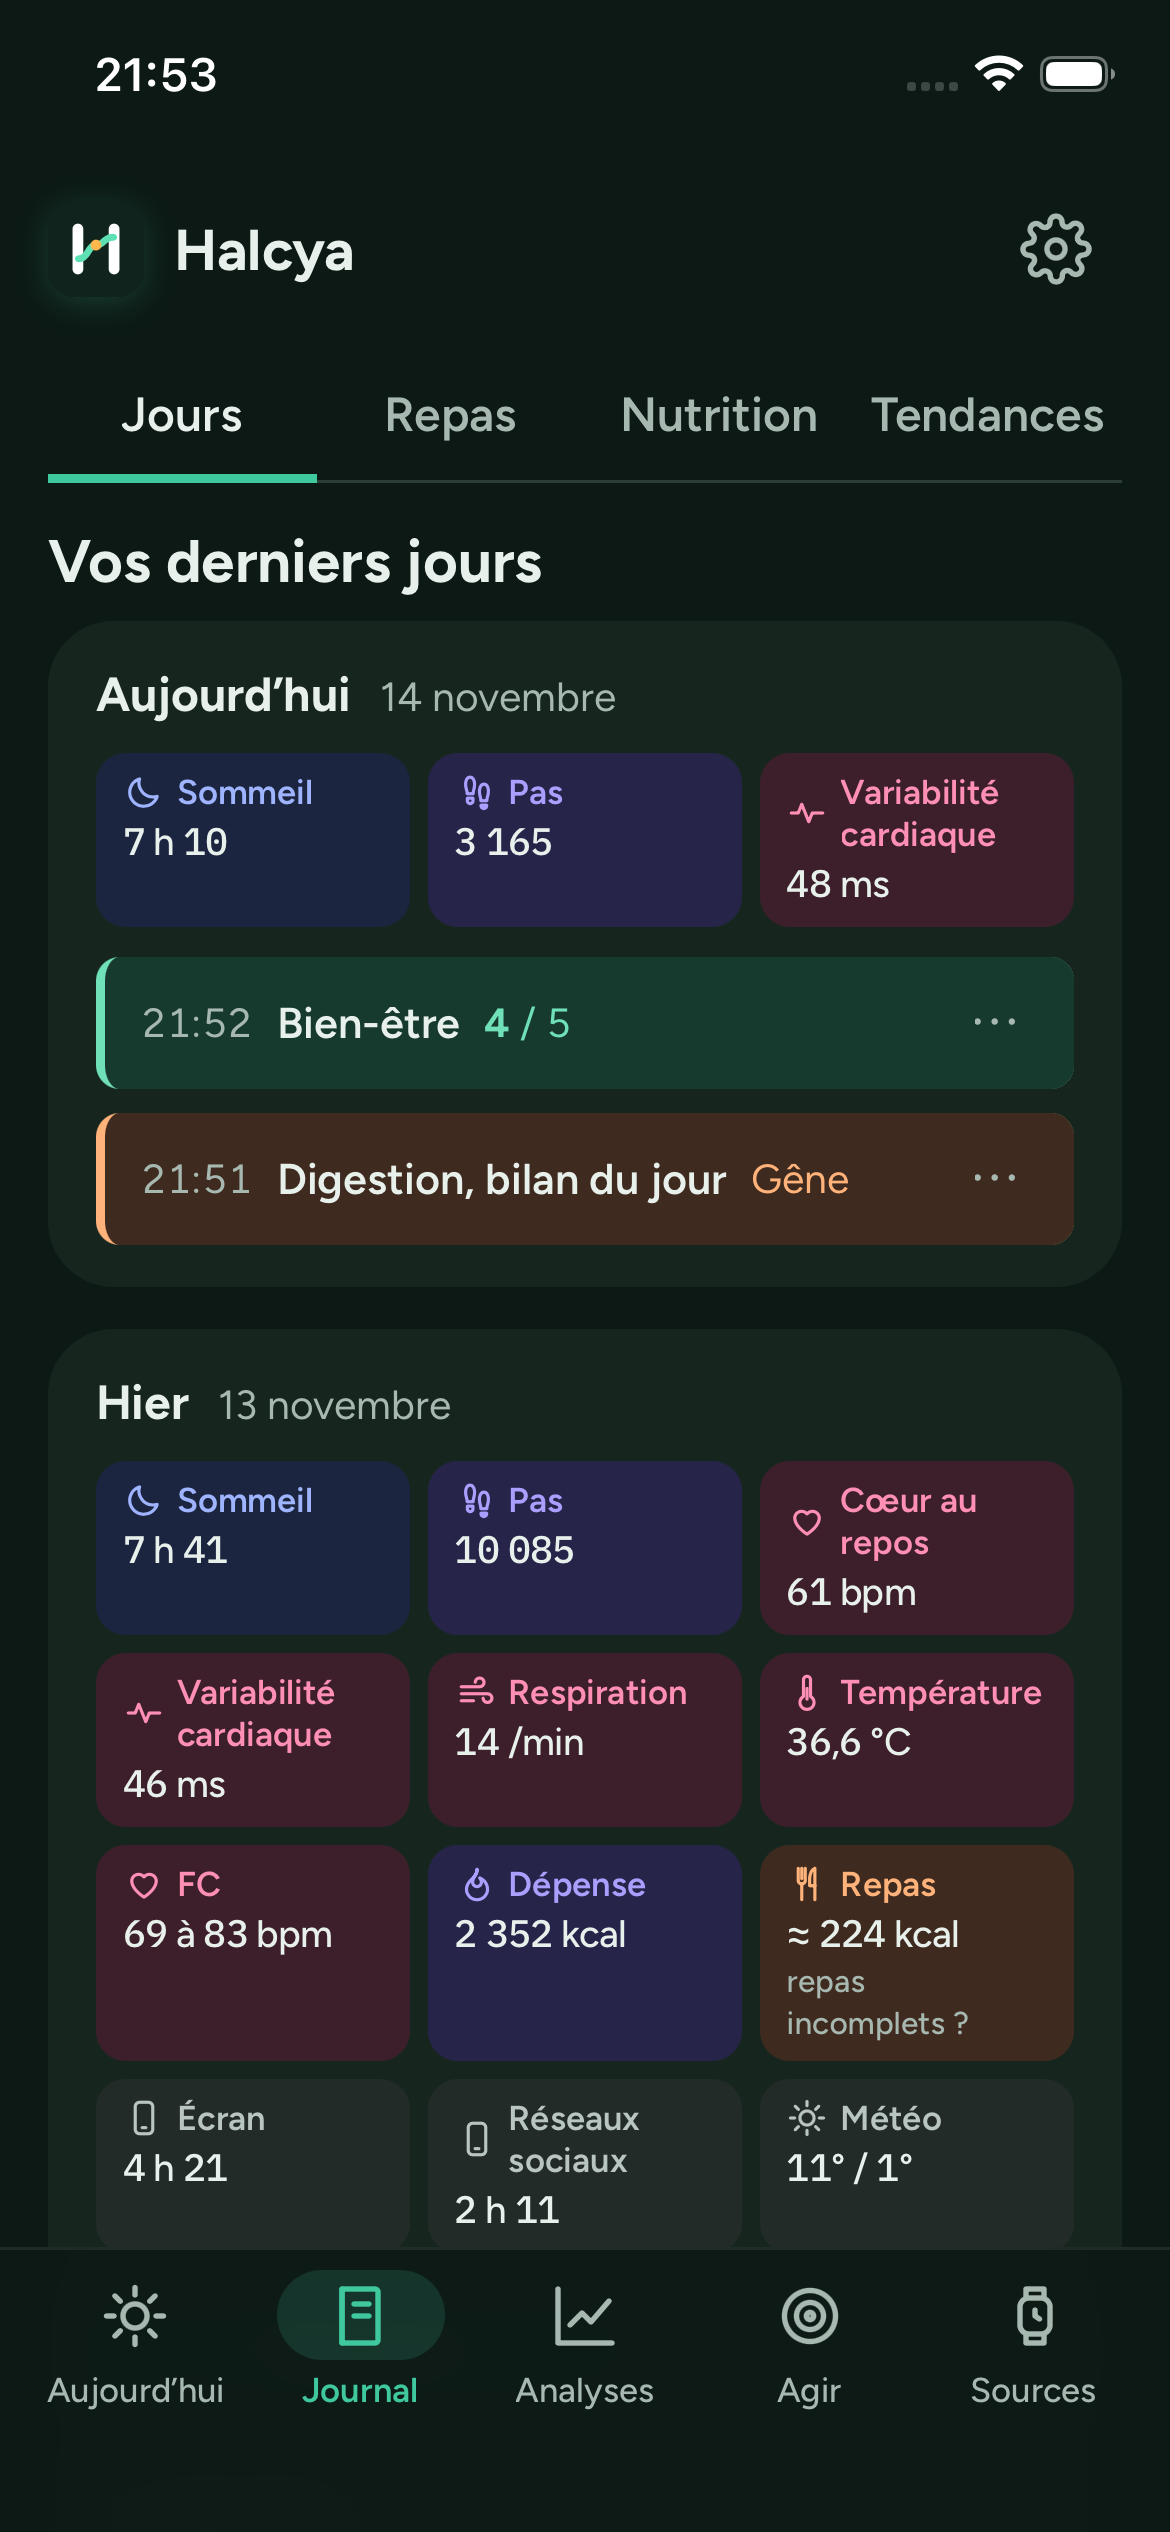 21:53
Halcya
Jours Repas Nutrition Tendances
Vos derniers jours
Aujourd’hui 14 novembre
Sommeil
7 h 10
Pas
3 165
Variabilité
cardiaque
48 ms
21:52 Bien-être 4 / 5 ···
21:51 Digestion, bilan du jour Gêne ···
Hier 13 novembre
Sommeil
7 h 41
Pas
10 085
Cœur au
repos
61 bpm
Variabilité
cardiaque
46 ms
Respiration
14 /min
Température
36,6 °C
FC
69 à 83 bpm
Dépense
2 352 kcal
Repas
≈ 224 kcal
repas
incomplets ?
Écran
4 h 21
Réseaux
sociaux
2 h 11
Météo
11° / 1°
Aujourd’hui Journal Analyses Agir Sources